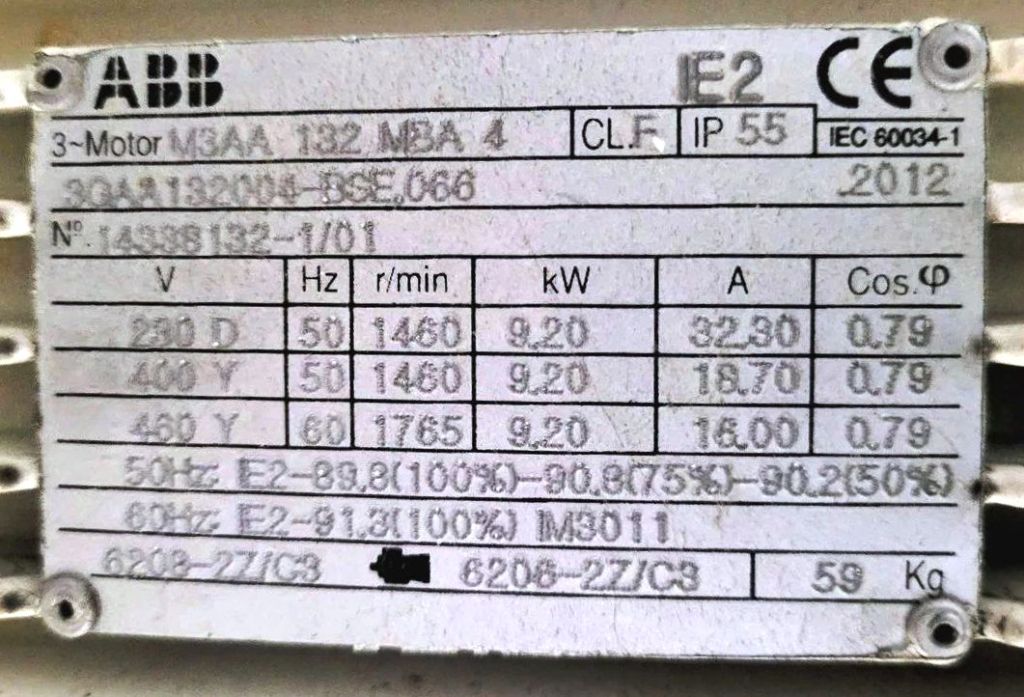 ABB IE2 CE
3~Motor M3AA 132 MBA 4 CL.F IP 55 IEC 60034-1
3GAA132004-BSE.066 2012
Nº. 14338132-1/01
V Hz r/min kW A Cos.φ
230 D 50 1460 9.20 32.30 0.79
400 Y 50 1460 9.20 18.70 0.79
460 Y 60 1765 9.20 16.00 0.79
50Hz: IE2-89.8(100%)-90.8(75%)-90.2(50%)
60Hz: IE2-91.3(100%) IM3011
6208-2Z/C3 6206-2Z/C3 59 Kg